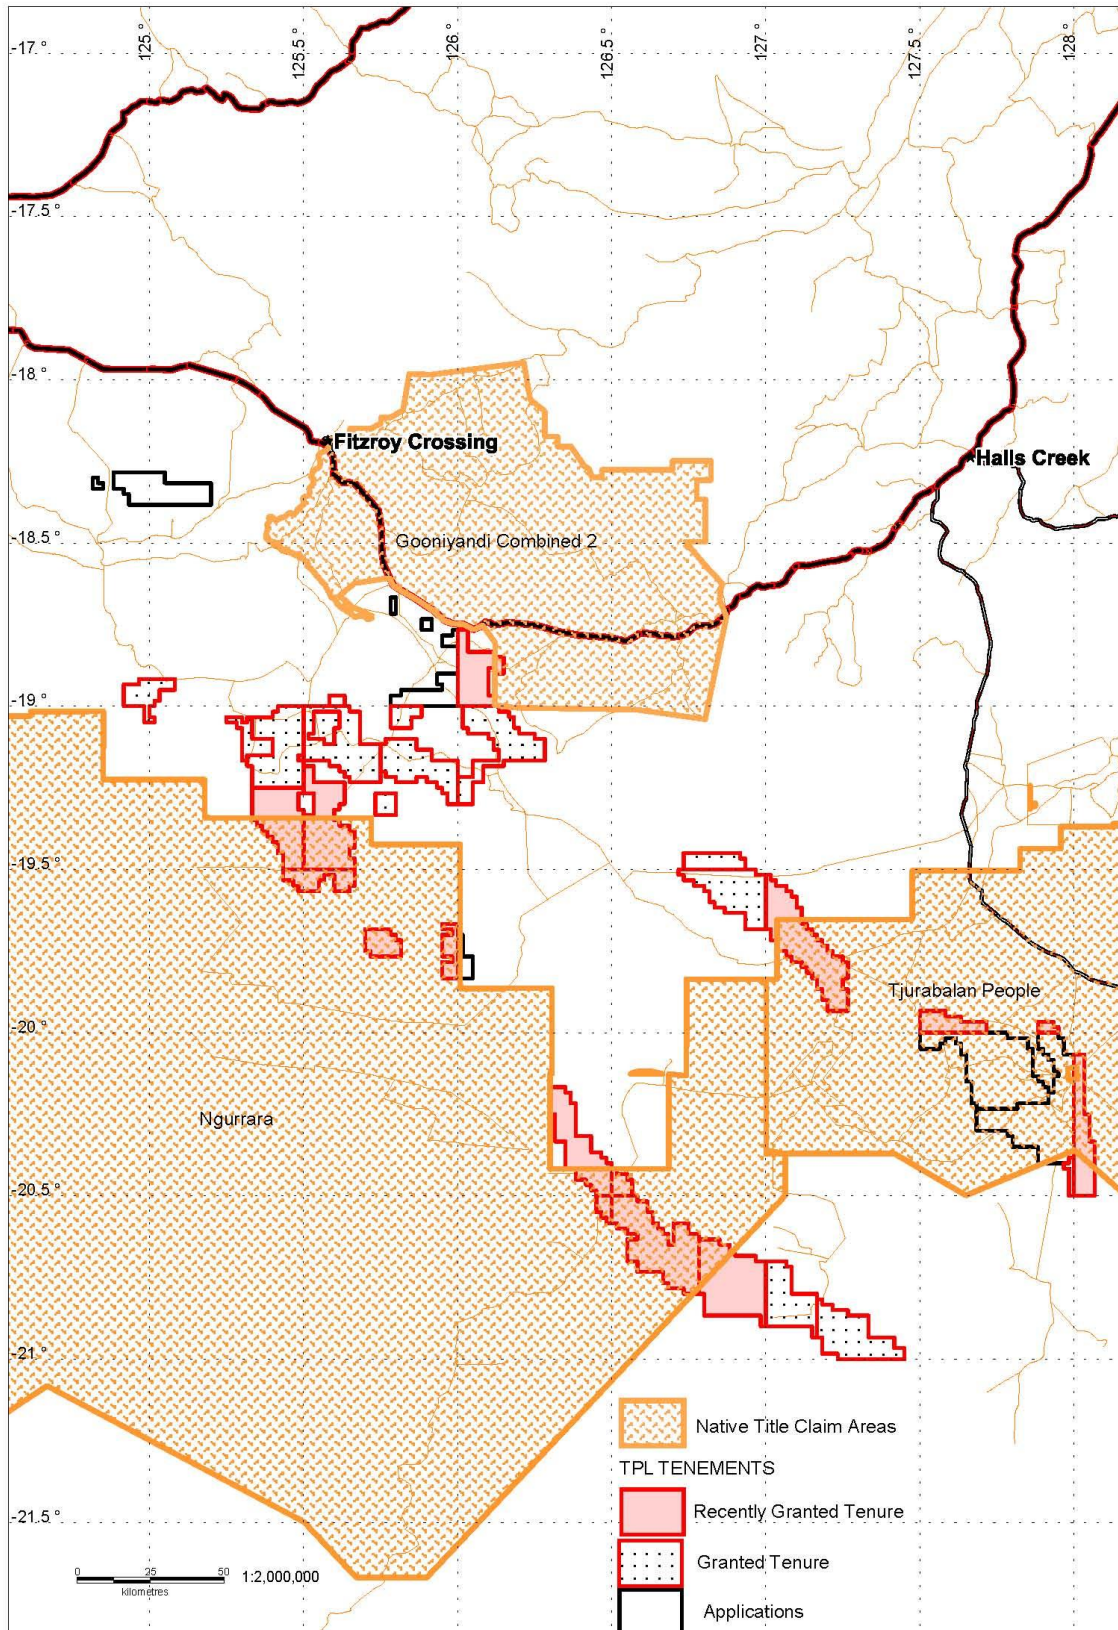 125.°
125.5°
126.°
126.5°
127.°
127.5°
128.°
-17.°
-17.5°
-18.°
Fitzroy Crossing
Halls Creek
-18.5°
Gooniyandi Combined 2
-19.°
-19.5°
Tjurabalan People
-20.°
Ngurrara
-20.5°
-21.°
Native Title Claim Areas
TPL TENEMENTS
-21.5°
Recently Granted Tenure
Granted Tenure
0 25 50
1:2,000,000
kilometres
Applications